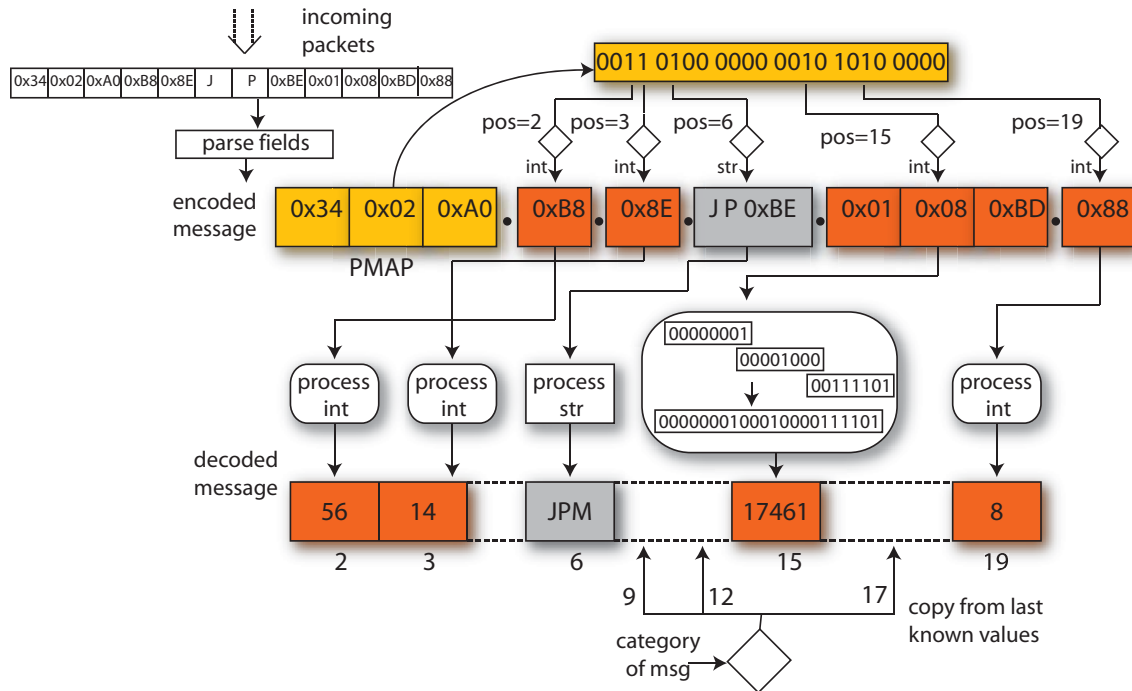 incoming
packets
0x34 0x02 0xA0 0xB8 0x8E J P 0xBE 0x01 0x08 0xBD 0x88
parse fields
0011 0100 0000 0010 1010 0000
pos=2 pos=3 pos=6 pos=15 pos=19
int int str int int
encoded
message
0x34 0x02 0xA0 • 0xB8 • 0x8E • J P 0xBE • 0x01 0x08 0xBD • 0x88
PMAP
00000001
00001000
00111101
0000000100010000111101
process
int
process
int
process
str
process
int
decoded
message
56 14 JPM 17461 8
2 3 6 15 19
9 12 17
copy from last
known values
category
of msg